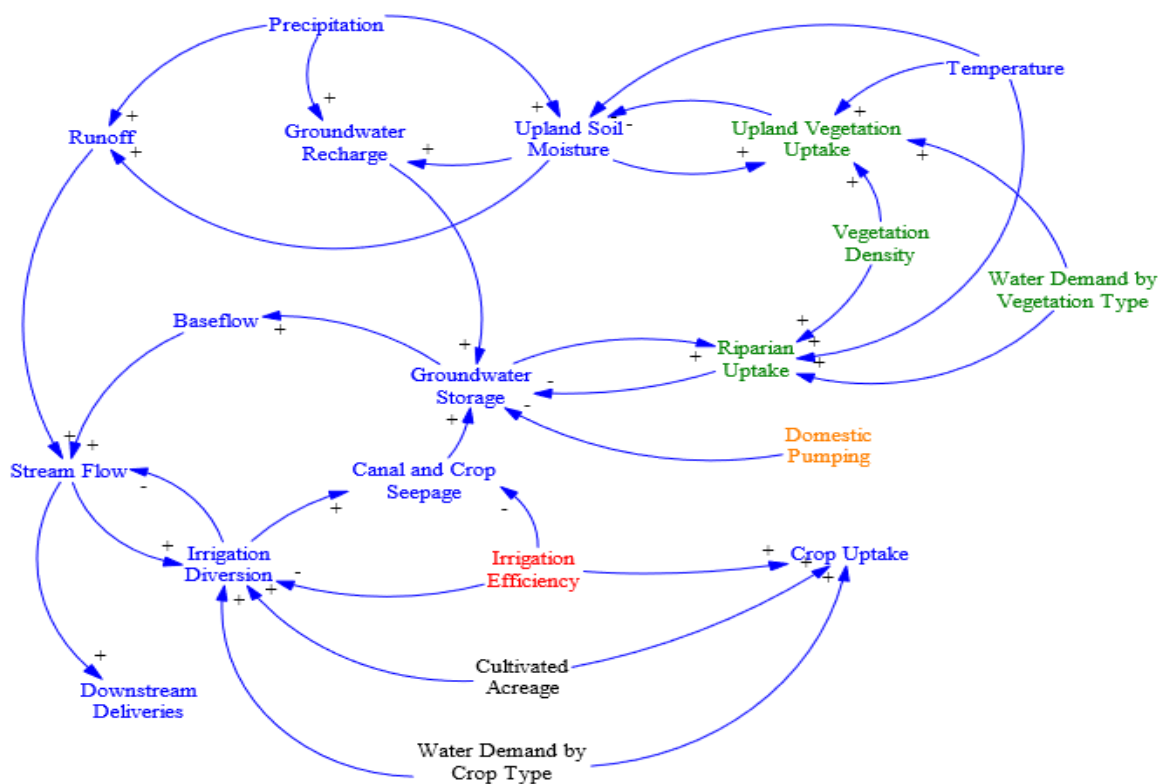 Precipitation
Temperature
Runoff
Groundwater
Recharge
Upland Soil
Moisture
Upland Vegetation
Uptake
Vegetation
Density
Water Demand by
Vegetation Type
Baseflow
Riparian
Uptake
Groundwater
Storage
Domestic
Pumping
Stream Flow
Canal and Crop
Seepage
Irrigation
Diversion
Irrigation
Efficiency
Crop Uptake
Cultivated
Acreage
Downstream
Deliveries
Water Demand by
Crop Type